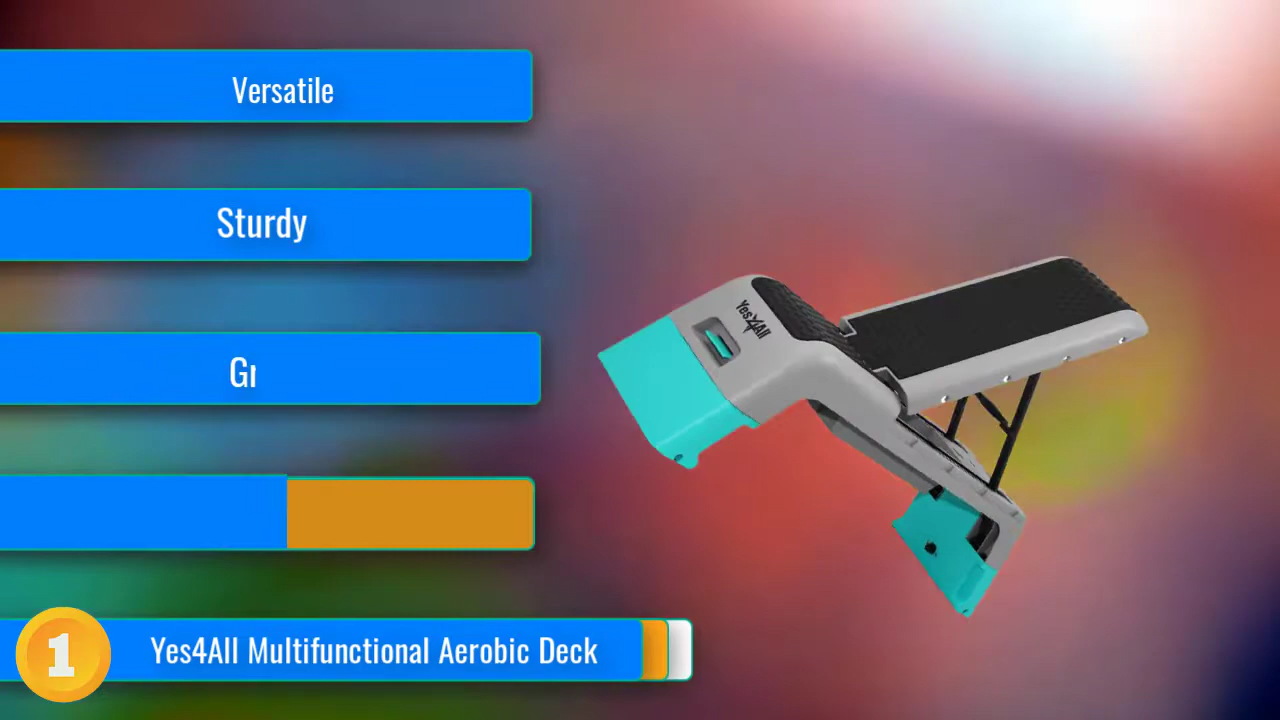 Versatile
Sturdy
Yes4All
1
Yes4All Multifunctional Aerobic Deck